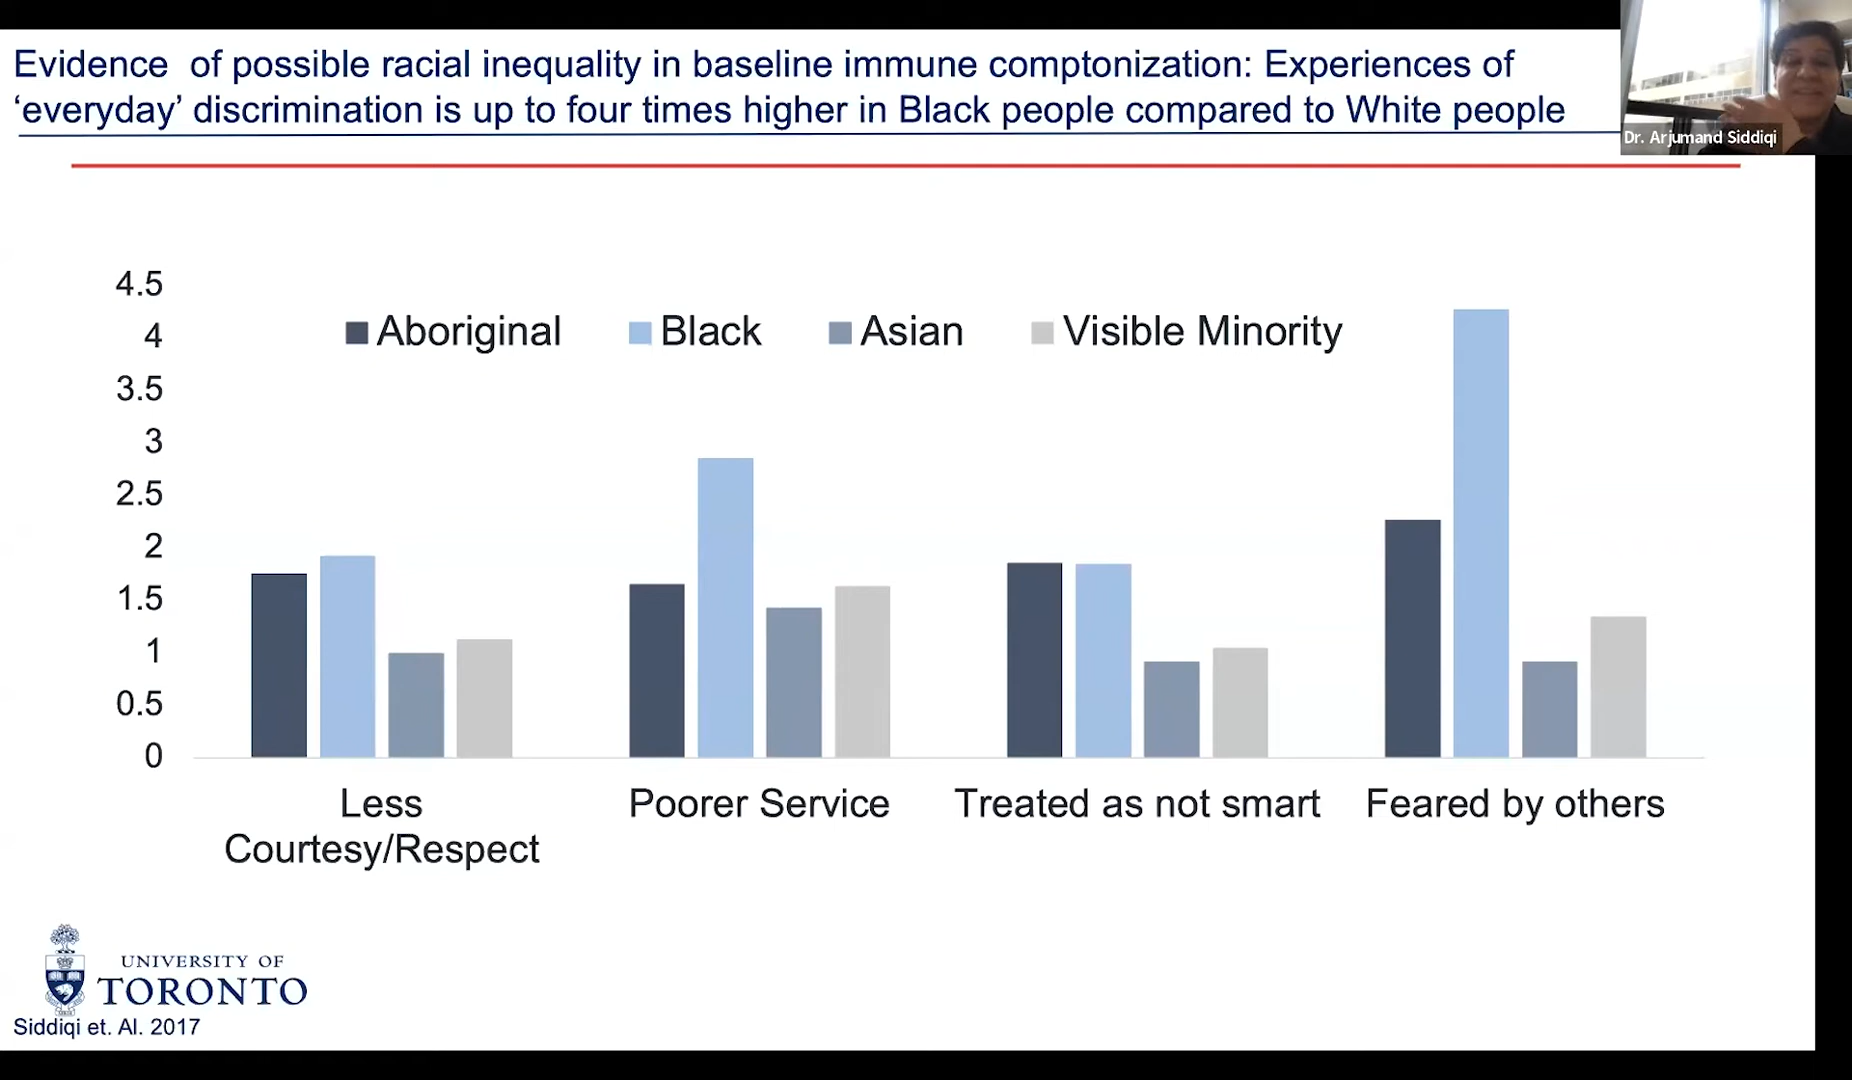 Evidence  of possible racial inequality in baseline immune comptonization: Experiences of
‘everyday’ discrimination is up to four times higher in Black people compared to White people
Dr. Arjumand Siddiqi
4.5
4
3.5
3
2.5
2
1.5
1
0.5
0
Aboriginal
Black
Asian
Visible Minority
Less
Courtesy/Respect
Poorer Service
Treated as not smart
Feared by others
UNIVERSITY OF
TORONTO
Siddiqi et. Al. 2017